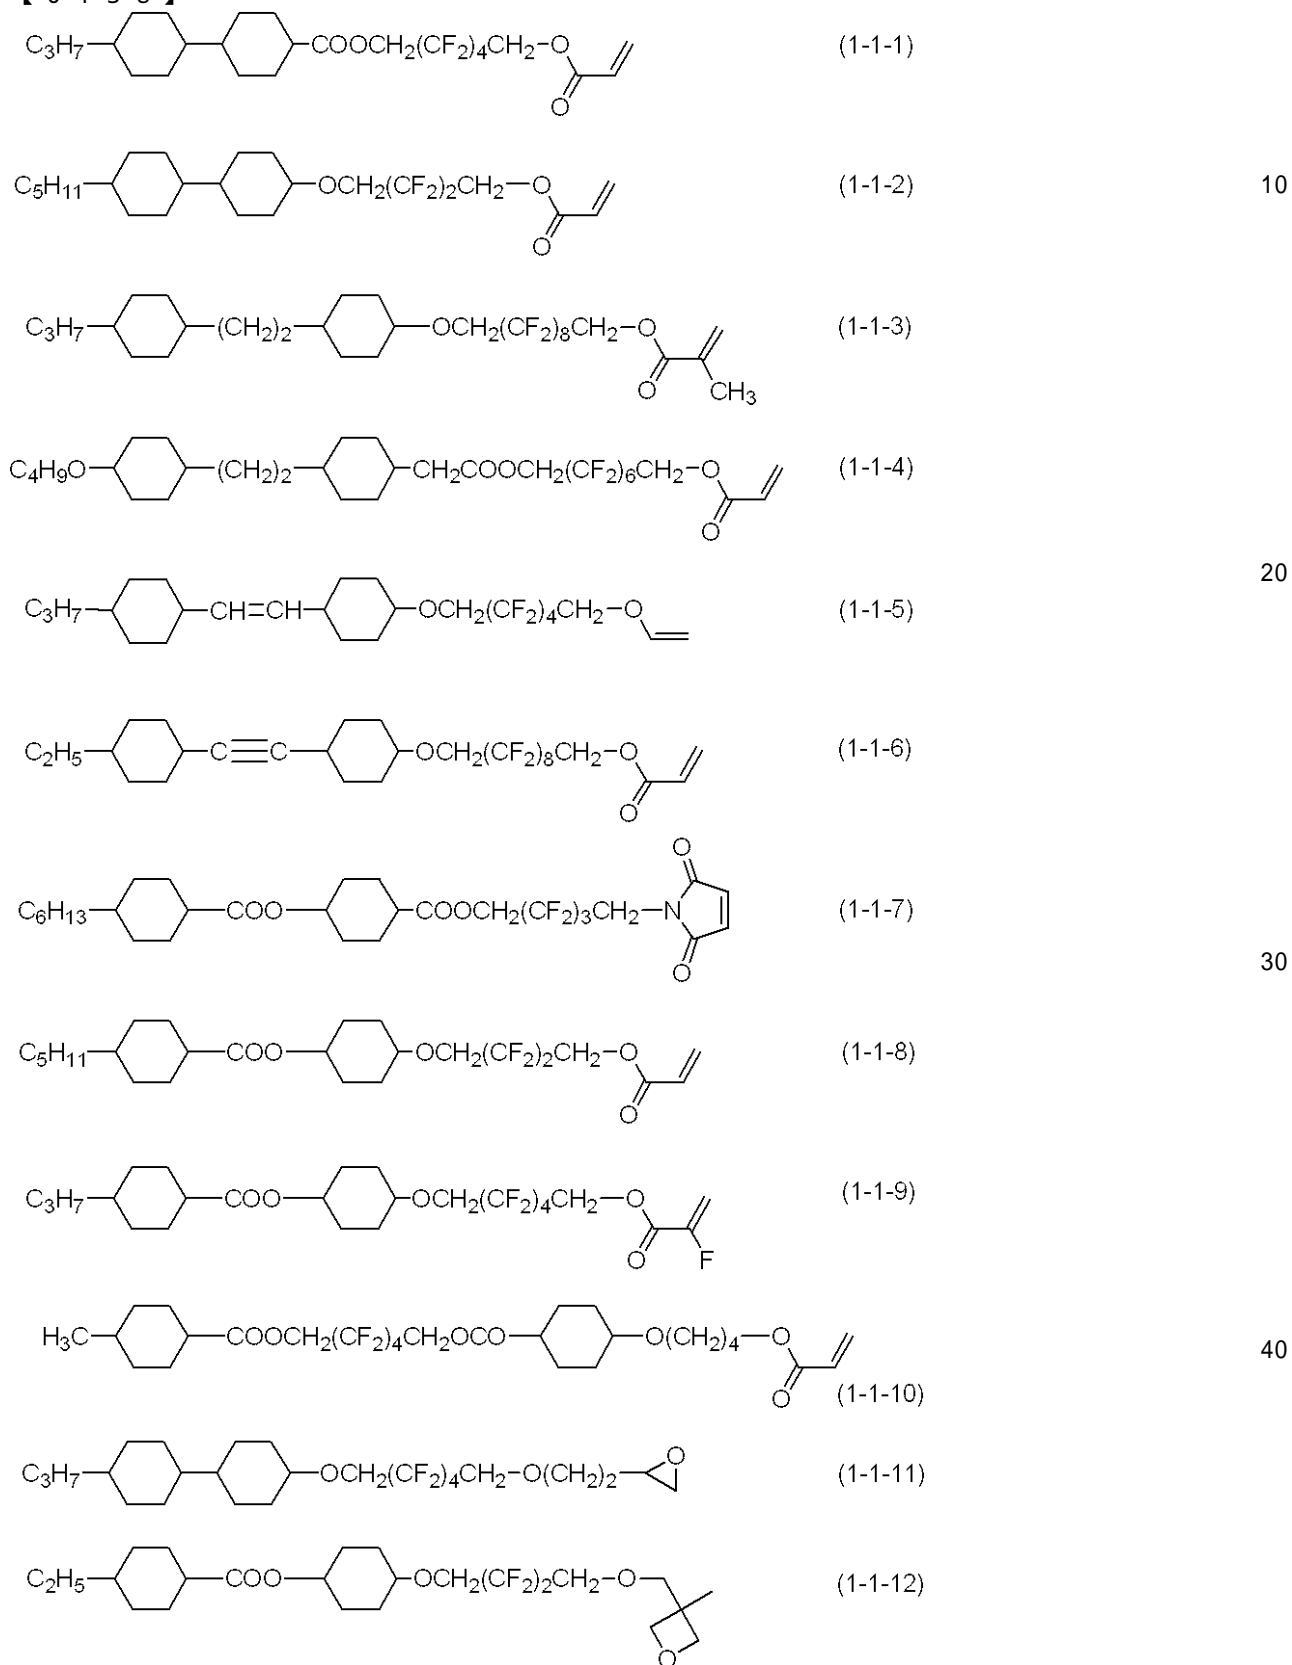 C3H7 COOCH2(CF2)4CH2 O O (1-1-1)
C5H11 OCH2(CF2)2CH2 O O (1-1-2) 10
C3H7 (CH2)2 OCH2(CF2)8CH2 O O CH3 (1-1-3)
C4H9O (CH2)2 CH2COOCH2(CF2)6CH2 O O (1-1-4)
20
C3H7 CH=CH OCH2(CF2)4CH2 O (1-1-5)
C2H5 C≡C OCH2(CF2)8CH2 O O (1-1-6)
C6H13 COO COOCH2(CF2)3CH2 N O O (1-1-7)
30
C5H11 COO OCH2(CF2)2CH2 O O (1-1-8)
C3H7 COO OCH2(CF2)4CH2 O O F (1-1-9)
H3C COOCH2(CF2)4CH2OCO O(CH2)4 O O 40
(1-1-10)
C3H7 OCH2(CF2)4CH2 O(CH2)2 O (1-1-11)
C2H5 COO OCH2(CF2)2CH2 O O (1-1-12)